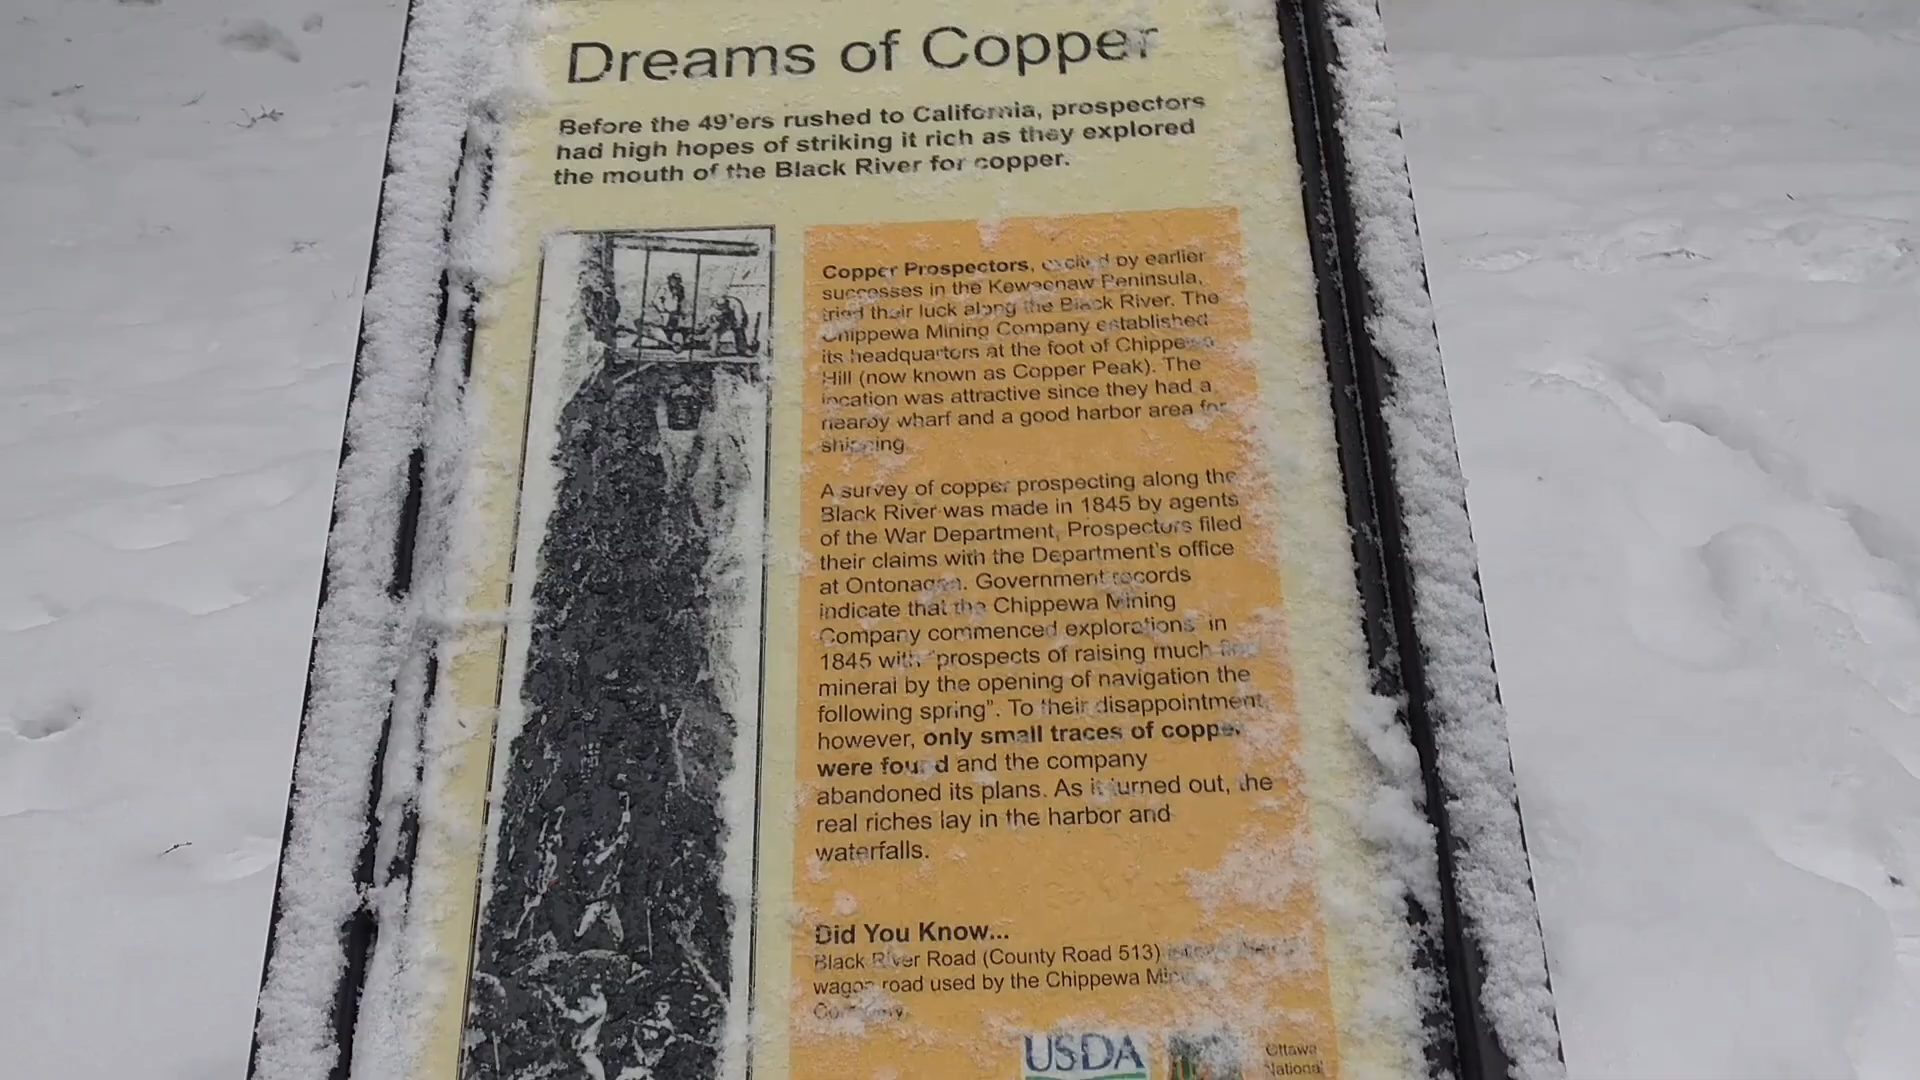 Dreams of Copper
Before the 49'ers rushed to California, prospectors
had high hopes of striking it rich as they explored
the mouth of the Black River for copper.
Copper Prospectors, excited by earlier
successes in the Keweenaw Peninsula,
tried their luck along the Black River. The
Chippewa Mining Company established
its headquarters at the foot of Chippewa
Hill (now known as Copper Peak). The
location was attractive since they had a
nearby wharf and a good harbor area for
shipping
A survey of copper prospecting along the
Black River was made in 1845 by agents
of the War Department, Prospectors filed
their claims with the Department's office
at Ontonagon. Government records
indicate that the Chippewa Mining
Company commenced explorations" in
1845 with "prospects of raising much
mineral by the opening of navigation the
following spring". To their disappointment,
however, only small traces of copper
were found and the company
abandoned its plans. As it turned out, the
real riches lay in the harbor and
waterfalls.
Did You Know...
Black River Road (County Road 513)
wagon road used by the Chippewa Mining
Company.
USDA
Ottawa
National